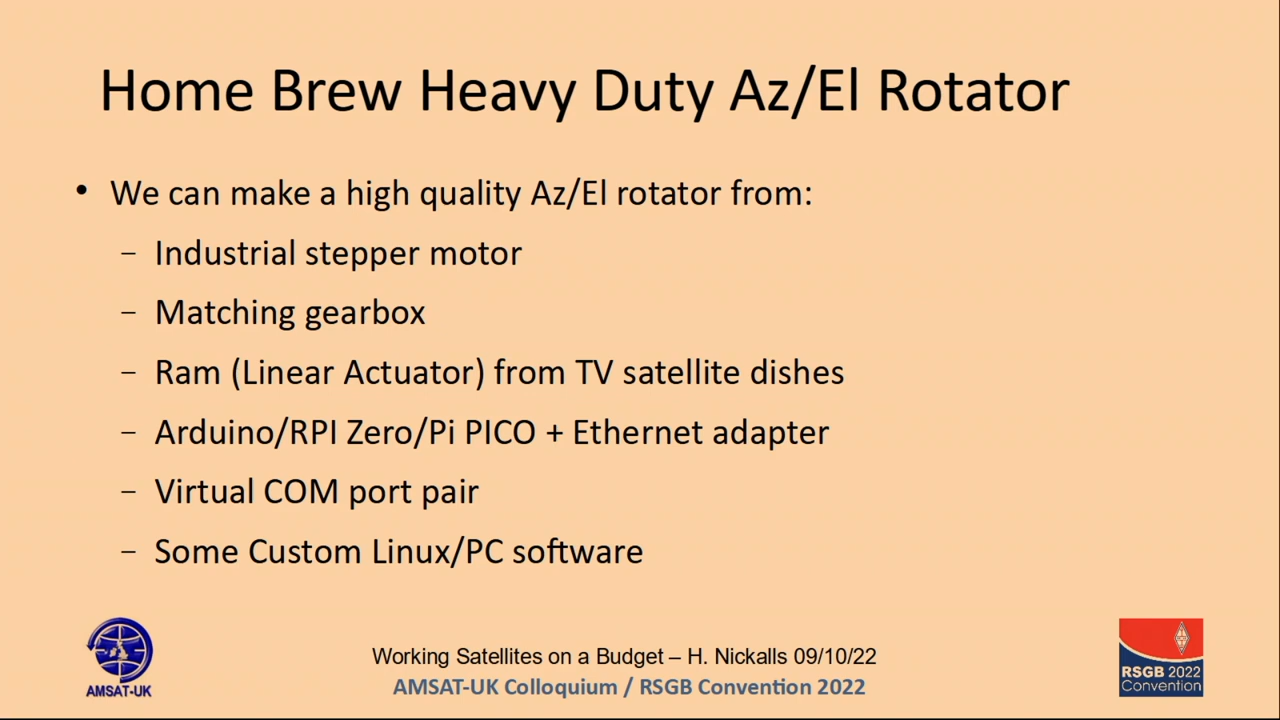 Home Brew Heavy Duty Az/El Rotator
• We can make a high quality Az/El rotator from:
– Industrial stepper motor
– Matching gearbox
– Ram (Linear Actuator) from TV satellite dishes
– Arduino/RPI Zero/Pi PICO + Ethernet adapter
– Virtual COM port pair
– Some Custom Linux/PC software
AMSAT-UK
Working Satellites on a Budget – H. Nickalls 09/10/22
AMSAT-UK Colloquium / RSGB Convention 2022
RSGB 2022
Convention